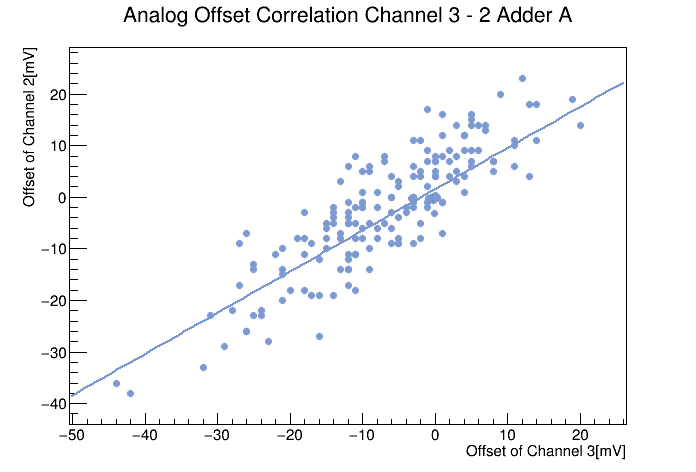 Analog Offset Correlation Channel 3 - 2 Adder A
Offset of Channel 2[mV]
20
10
0
−10
−20
−30
−40
−50 −40 −30 −20 −10 0 10 20
Offset of Channel 3[mV]